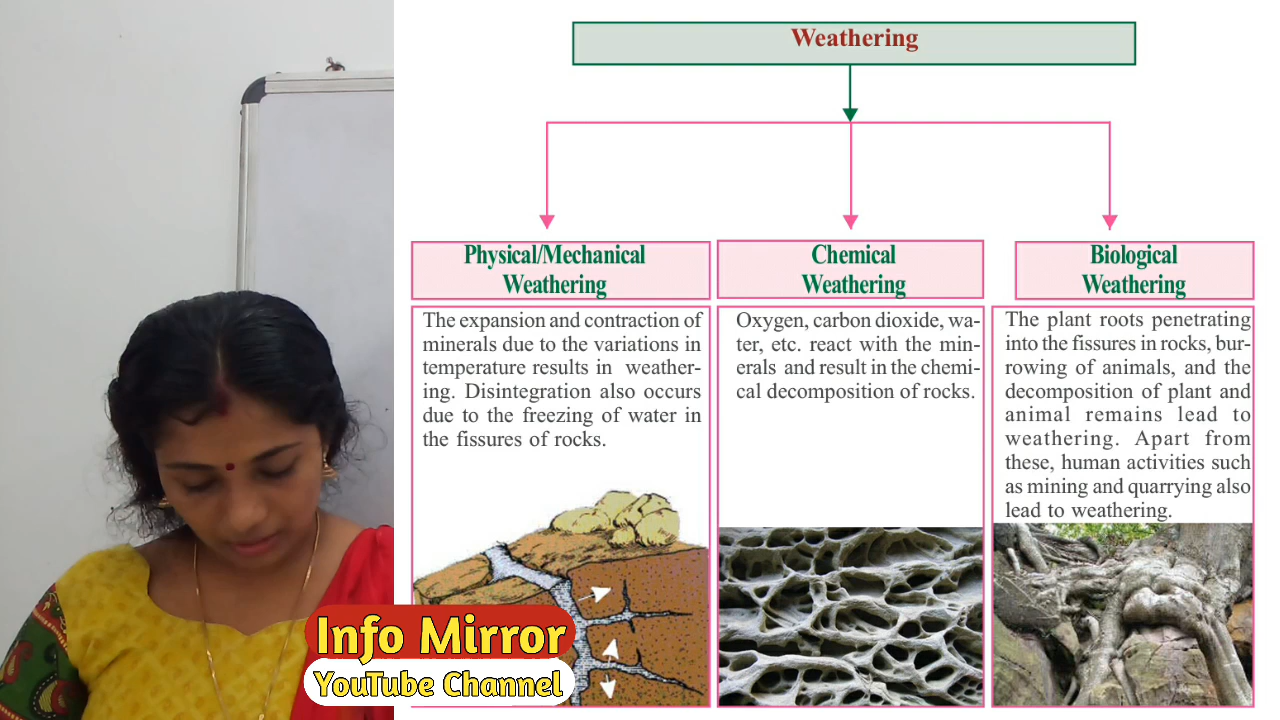 Weathering
Physical/Mechanical
Weathering
The expansion and contraction of
minerals due to the variations in
temperature results in weather-
ing. Disintegration also occurs
due to the freezing of water in
the fissures of rocks.
Chemical
Weathering
Oxygen, carbon dioxide, wa-
ter, etc. react with the min-
erals and result in the chemi-
cal decomposition of rocks.
Biological
Weathering
The plant roots penetrating
into the fissures in rocks, bur-
rowing of animals, and the
decomposition of plant and
animal remains lead to
weathering. Apart from
these, human activities such
as mining and quarrying also
lead to weathering.
Info Mirror
YouTube Channel